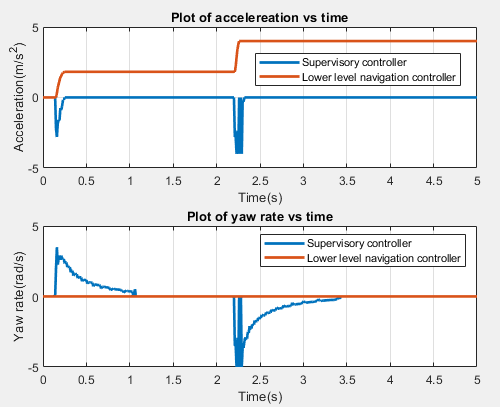 Plot of accelereation vs time
Acceleration(m/s²)
5
0
-5
Supervisory controller
Lower level navigation controller
0 0.5 1 1.5 2 2.5 3 3.5 4 4.5 5
Time(s)
Plot of yaw rate vs time
Yaw rate(rad/s)
5
0
-5
Supervisory controller
Lower level navigation controller
0 0.5 1 1.5 2 2.5 3 3.5 4 4.5 5
Time(s)